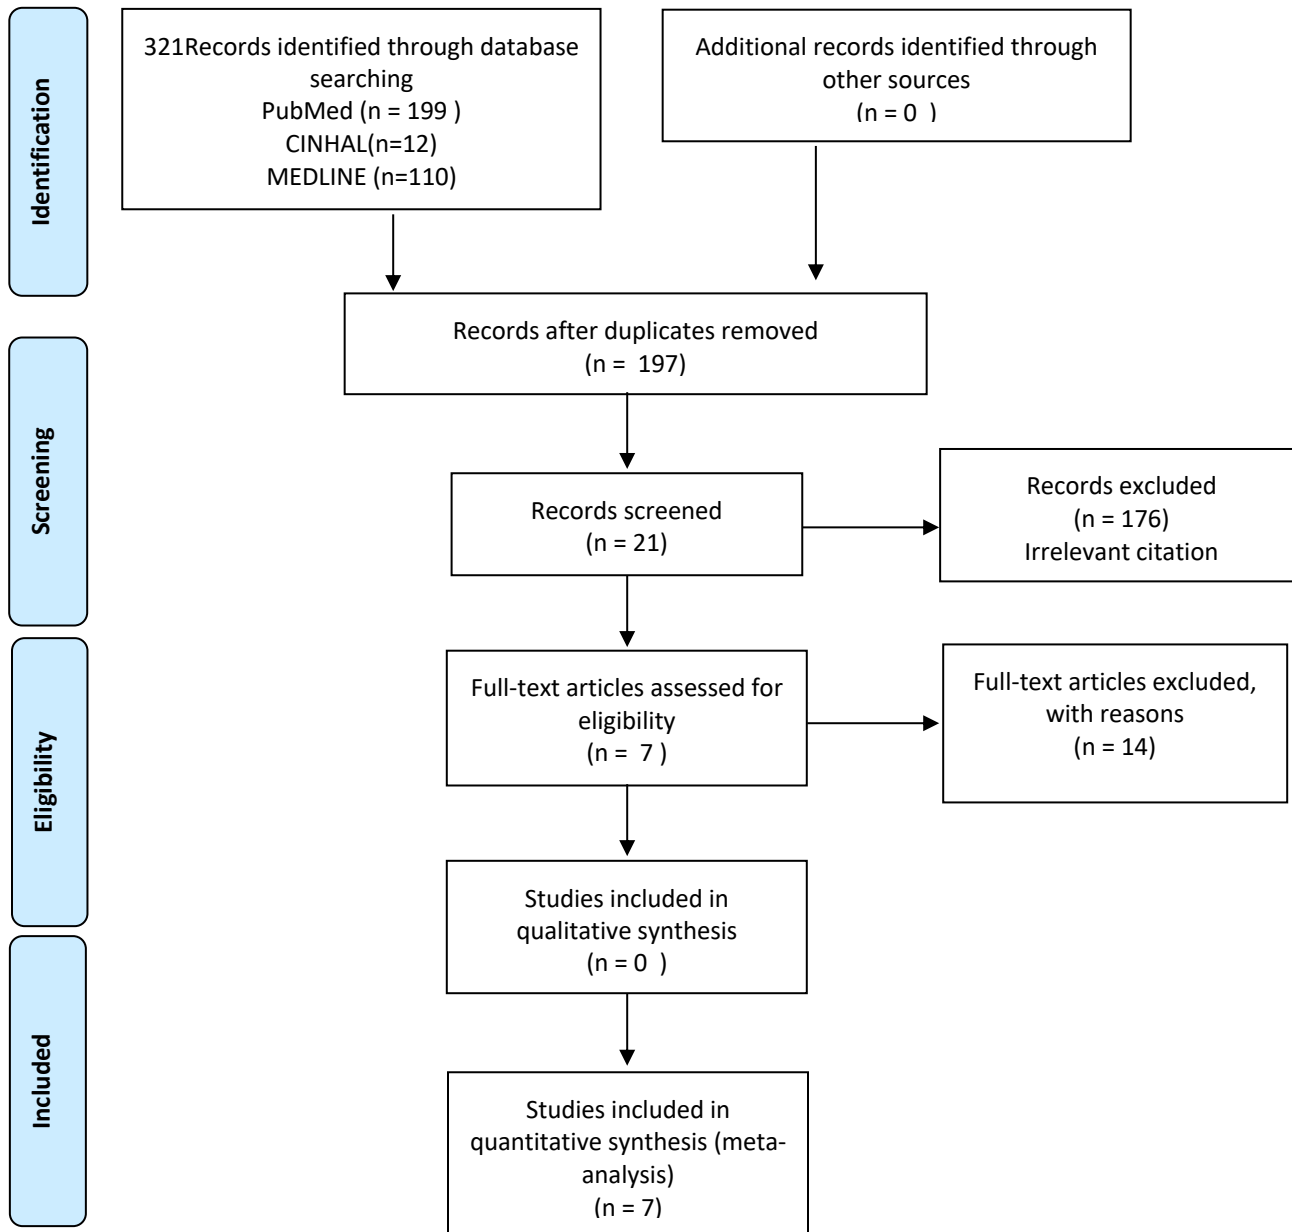 Identification
321Records identified through database
searching
PubMed (n = 199 )
CINHAL(n=12)
MEDLINE (n=110)
Additional records identified through
other sources
(n = 0  )
Records after duplicates removed
(n =  197)
Screening
Records screened
(n = 21)
Records excluded
(n = 176)
Irrelevant citation
Eligibility
Full-text articles assessed for
eligibility
(n =  7 )
Full-text articles excluded,
with reasons
(n = 14)
Studies included in
qualitative synthesis
(n = 0  )
Included
Studies included in
quantitative synthesis (meta-
analysis)
(n = 7)